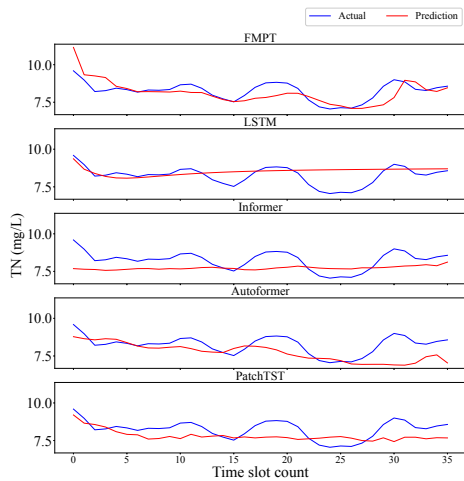 Actual Prediction
FMPT
10.0
7.5
LSTM
10.0
7.5
Informer
10.0
7.5
Autoformer
10.0
7.5
PatchTST
10.0
7.5
0 5 10 15 20 25 30 35
Time slot count
TN (mg/L)